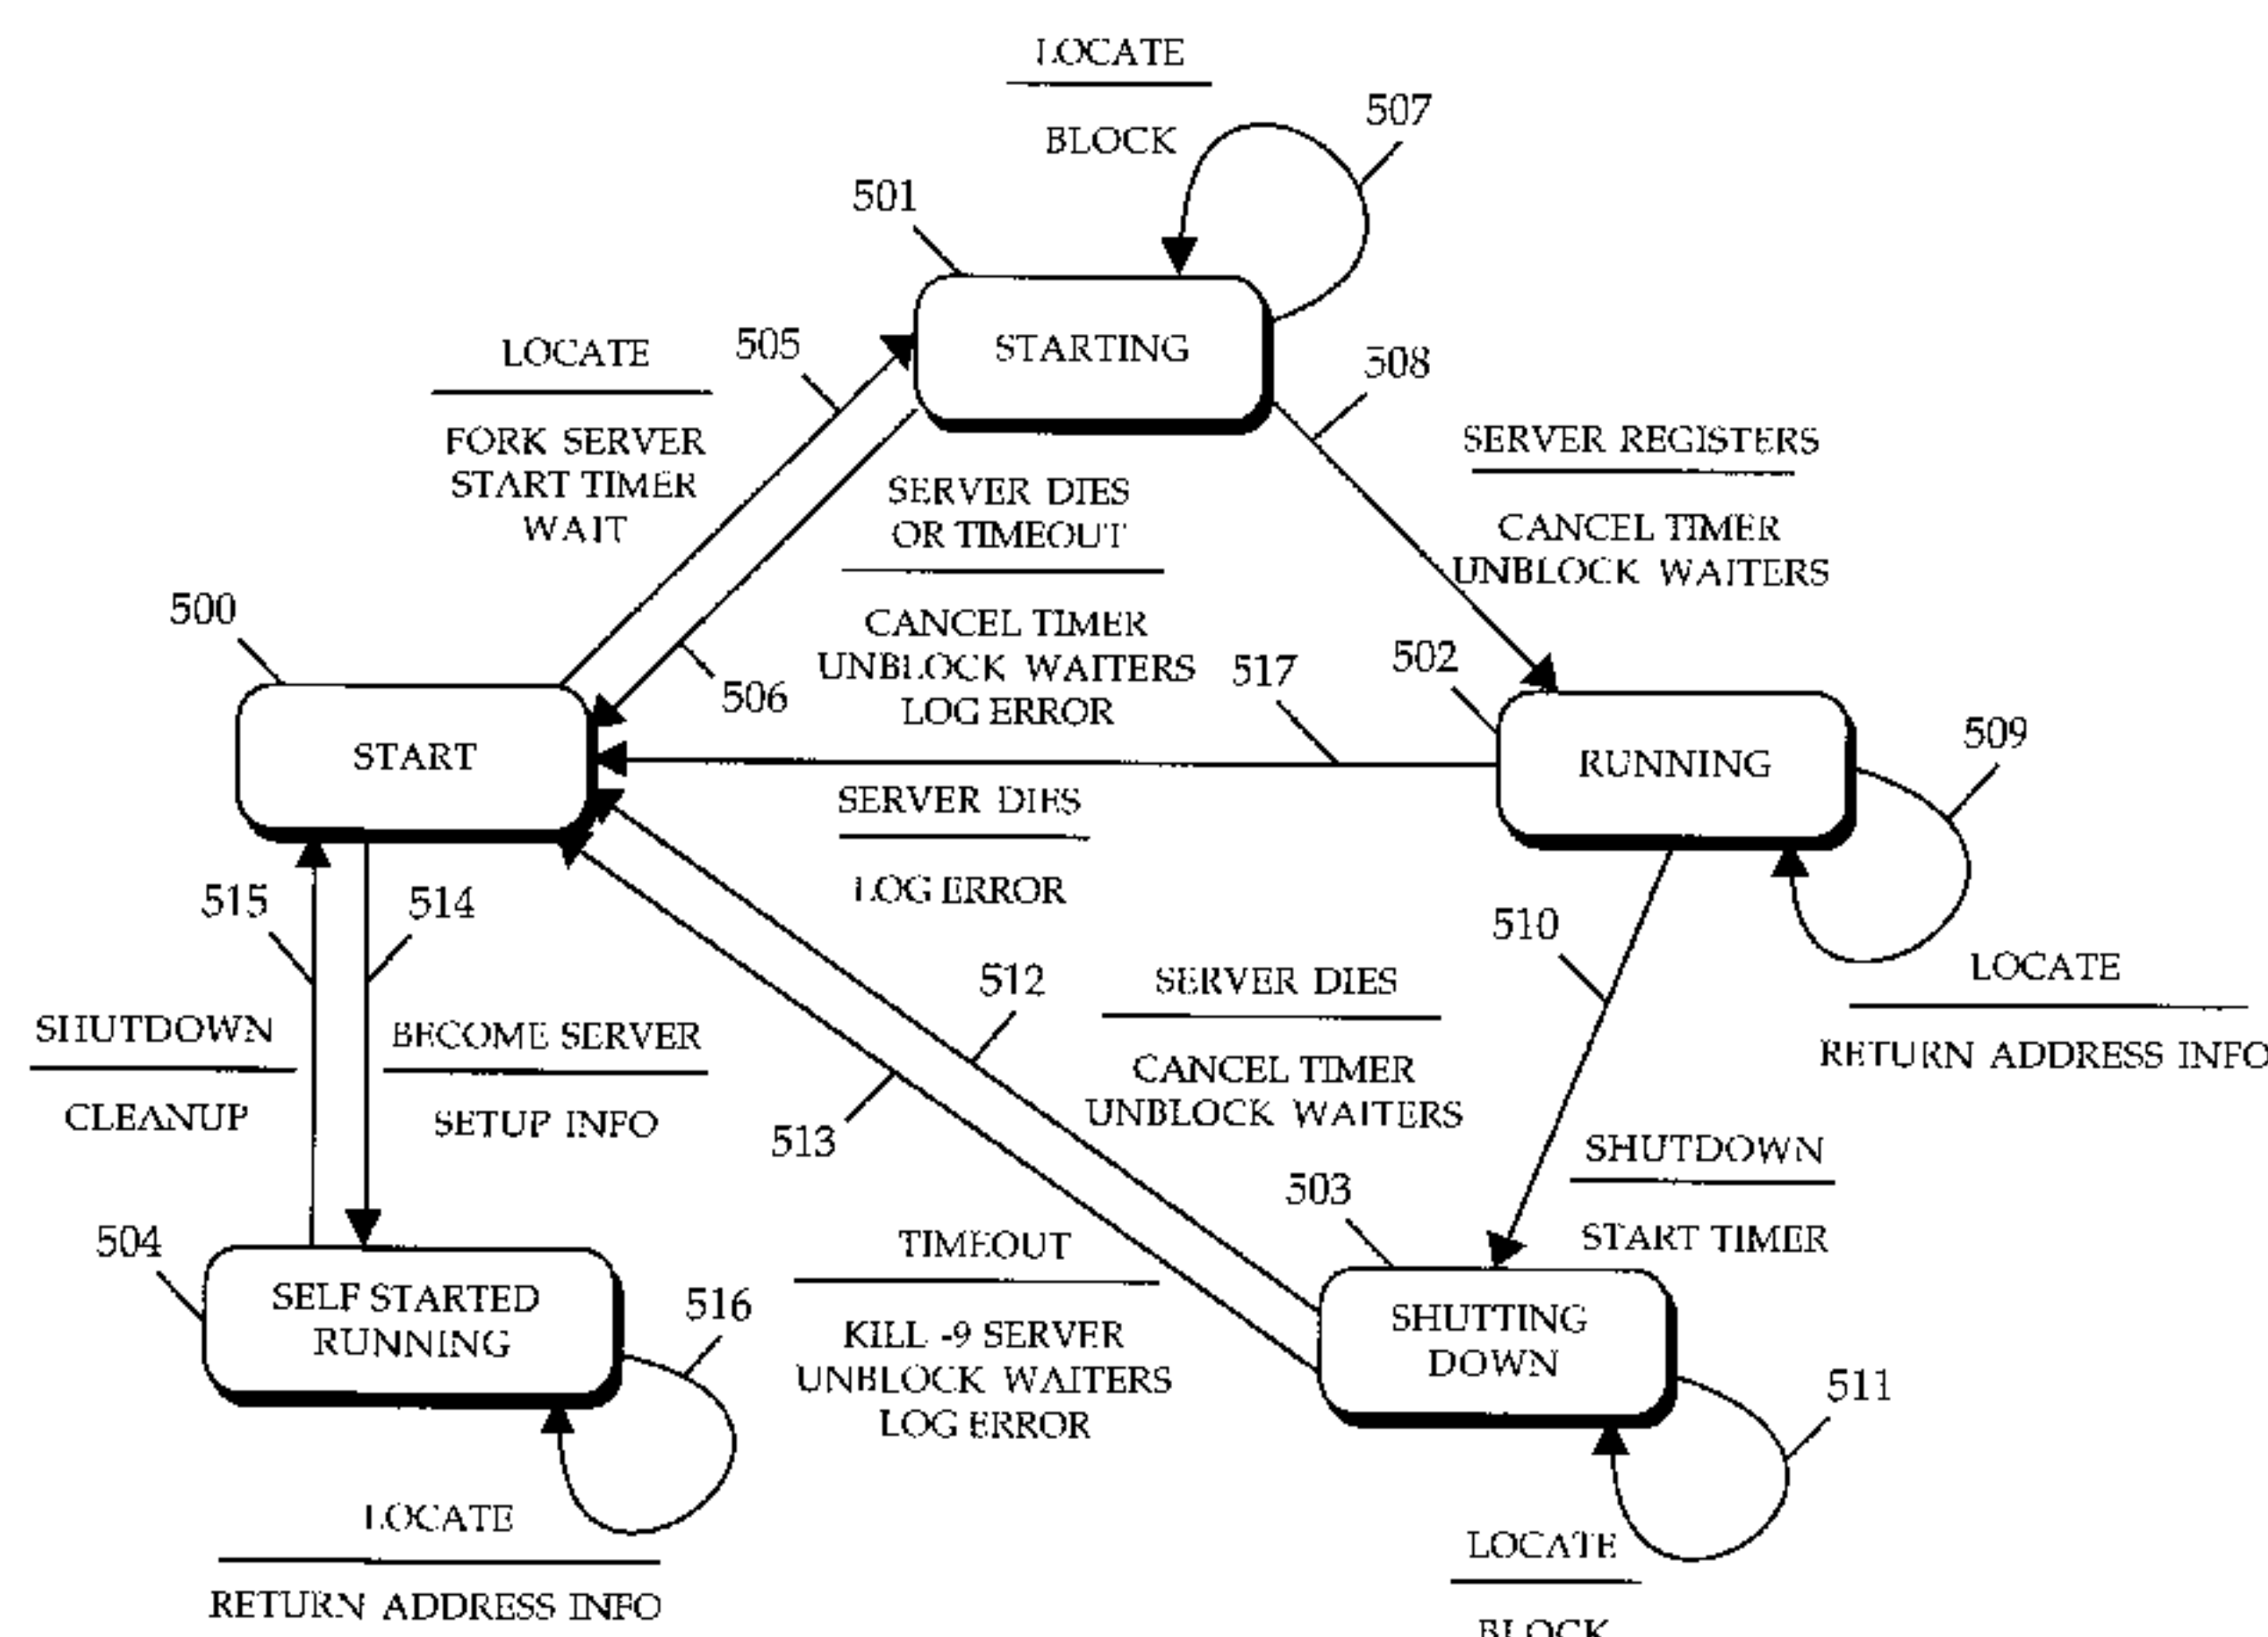 LOCATE
BLOCK
507
501
STARTING
LOCATE
505
FORK SERVER
START TIMER
WAIT
508
SERVER REGISTERS
CANCEL TIMER
UNBLOCK WAITERS
SERVER DIES
OR TIMEOUT
CANCEL TIMER
UNBLOCK WAITERS
LOG ERROR
506
500
START
517
502
RUNNING
509
SERVER DIES
LOG ERROR
515
514
510
LOCATE
RETURN ADDRESS INFO
512
SERVER DIES
CANCEL TIMER
UNBLOCK WAITERS
SHUTDOWN
CLEANUP
BECOME SERVER
SETUP INFO
513
SHUTDOWN
START TIMER
503
504
SELF STARTED
RUNNING
516
TIMEOUT
KILL -9 SERVER
UNBLOCK WAITERS
LOG ERROR
SHUTTING
DOWN
511
LOCATE
RETURN ADDRESS INFO
LOCATE
BLOCK